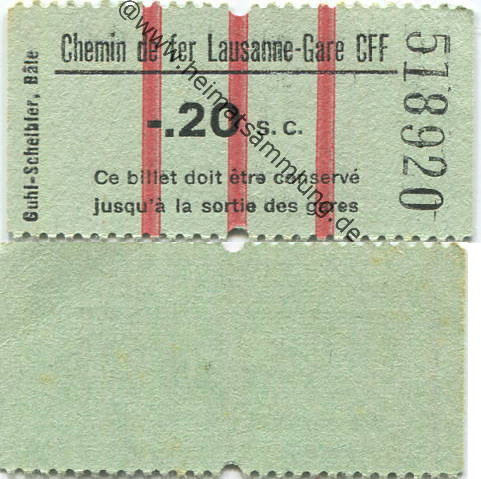 Chemin de fer Lausanne-Gare CFF
-.20 S. C.
Ce billet doit être conservé
jusqu'à la sortie des gares
Guhl-Scheibler, Bâle
518920
@www.heimatsammlung.de